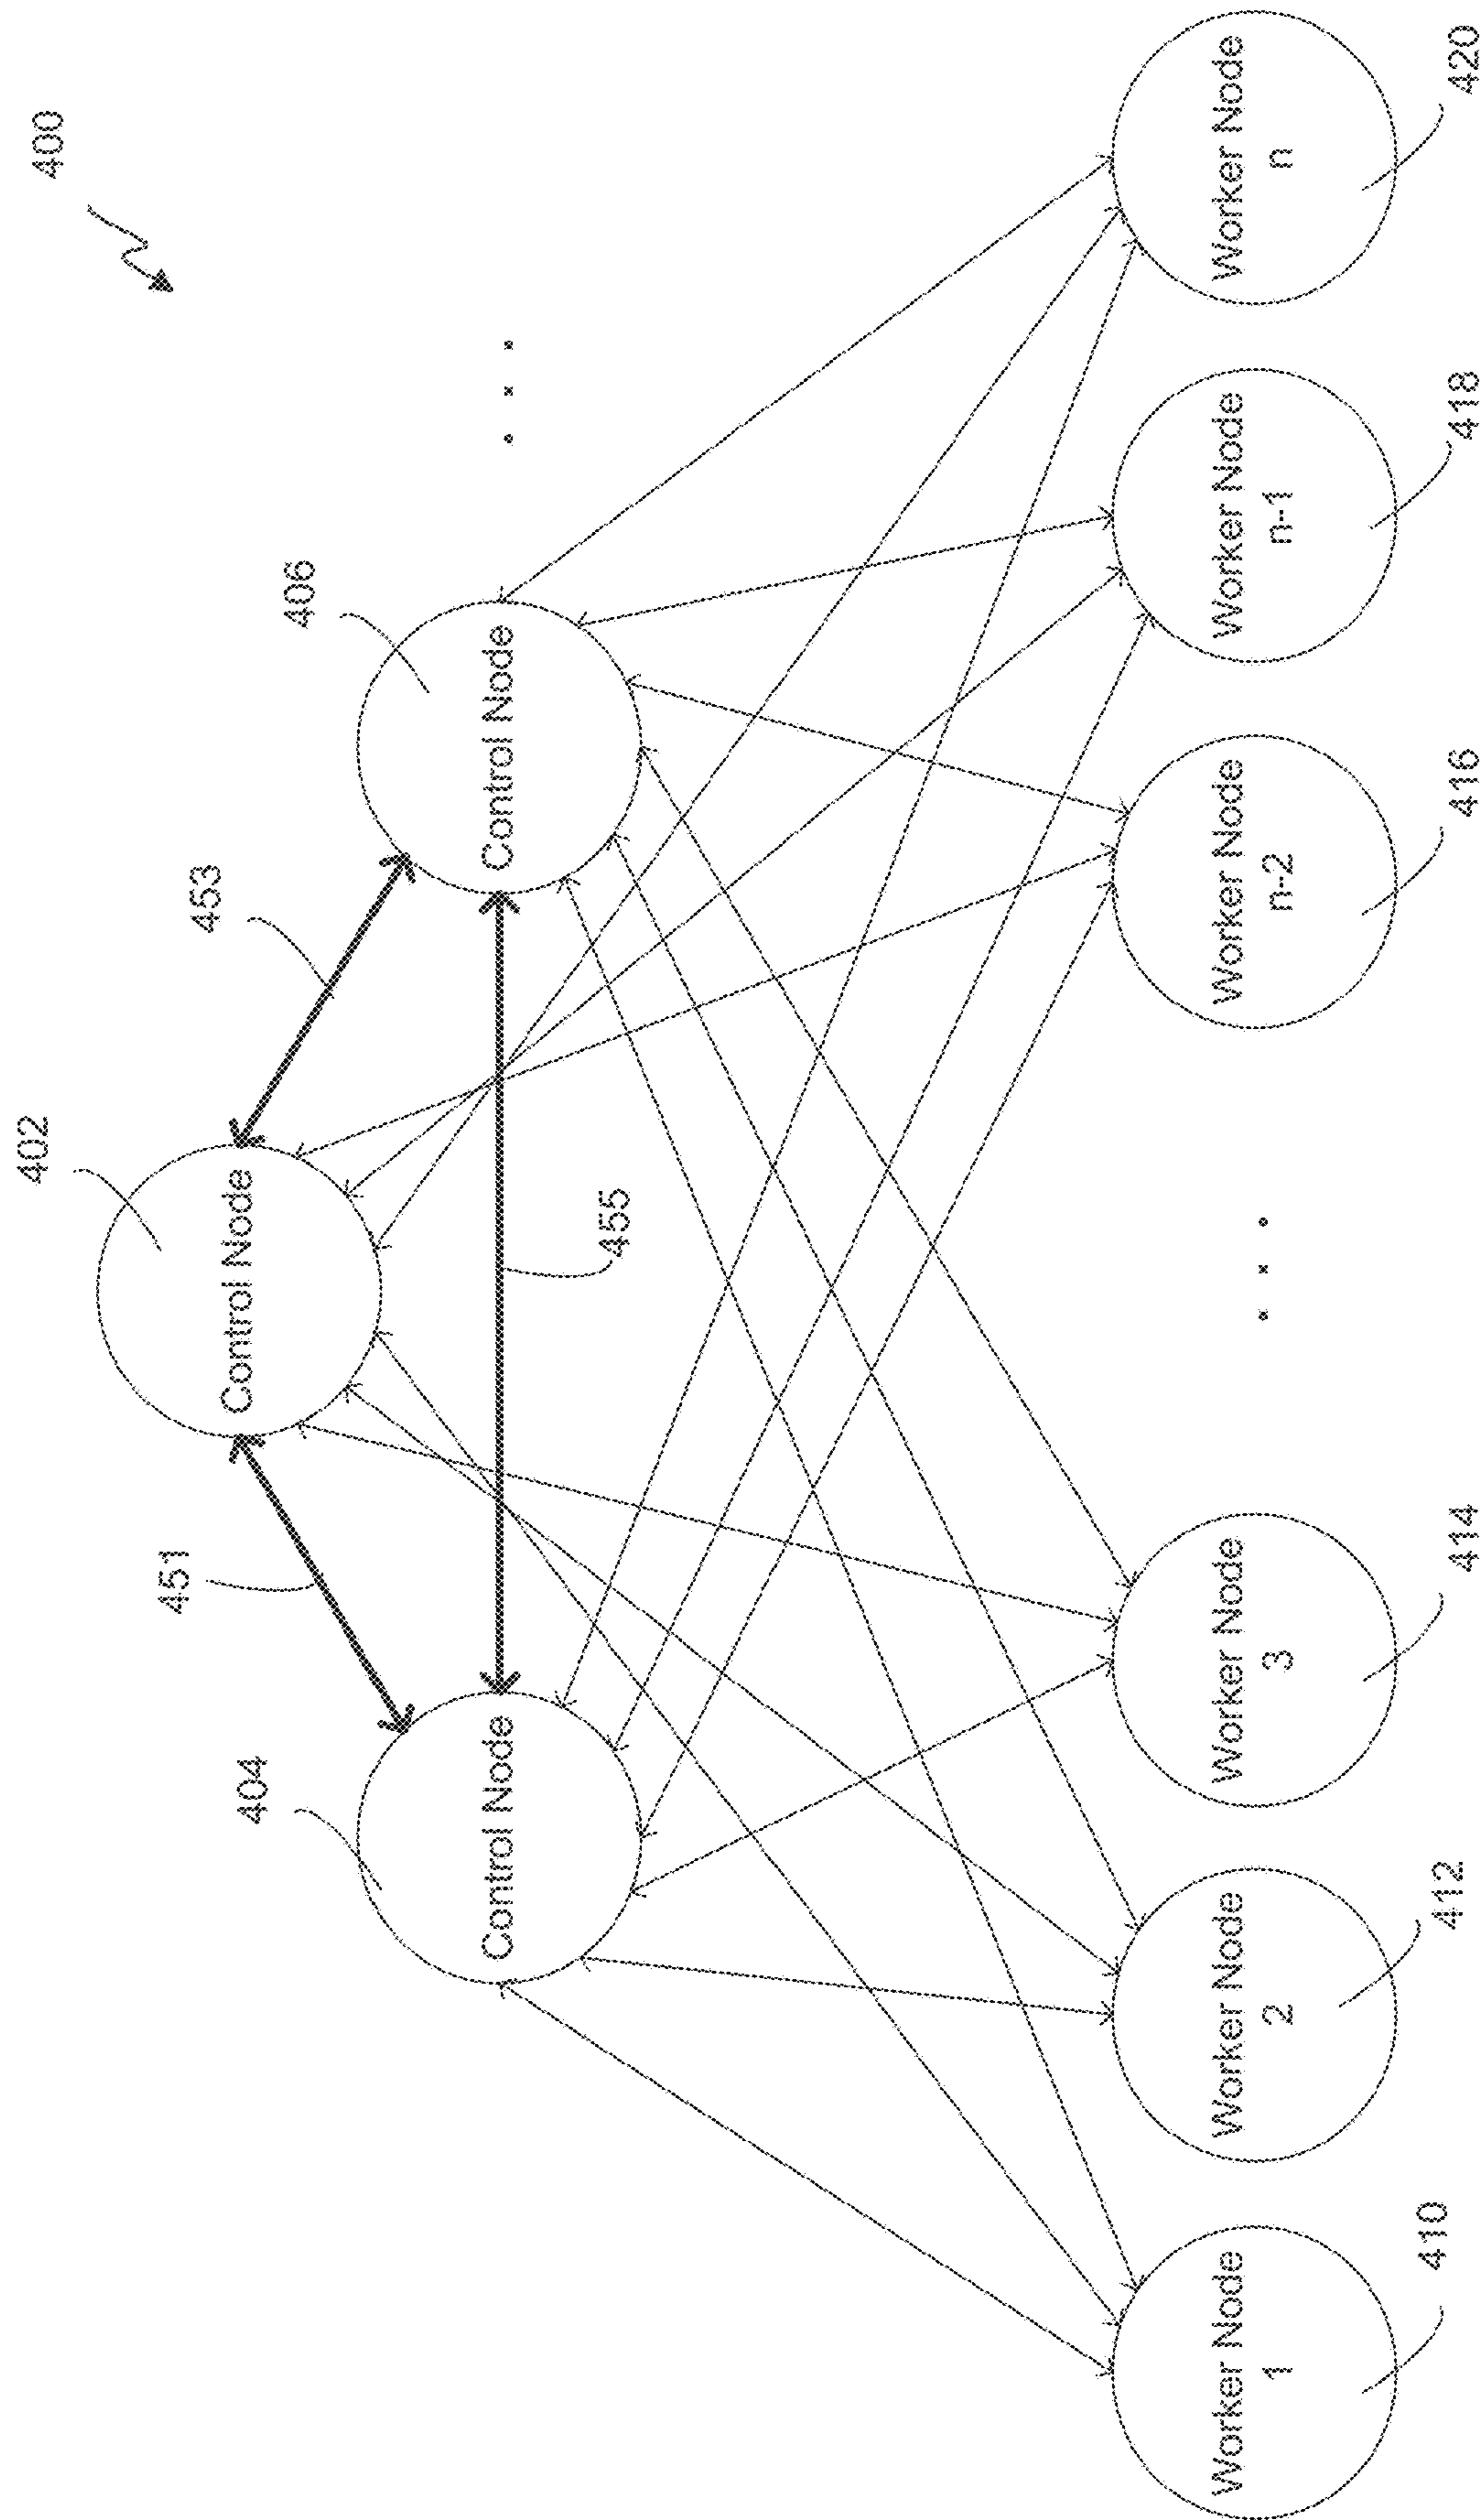 400
402
Control Node
451
453
404
Control Node
406
Control Node
455
. . .
Worker Node
1
Worker Node
2
Worker Node
3
. . .
Worker Node
n-2
Worker Node
n-1
Worker Node
n
410
412
414
416
418
420